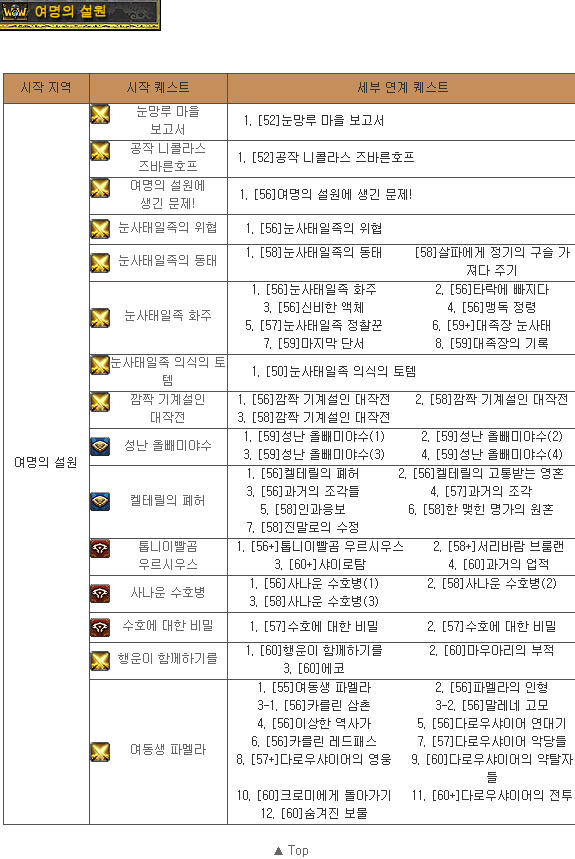 WoW 여명의 설원
시작 지역 시작 퀘스트 세부 연계 퀘스트
여명의 설원
눈망루 마을
보고서
1. [52]눈망루 마을 보고서
공작 니콜라스
즈바른호프
1. [52]공작 니콜라스 즈바른호프
여명의 설원에
생긴 문제!
1. [56]여명의 설원에 생긴 문제!
눈사태일족의 위협
1. [56]눈사태일족의 위협
눈사태일족의 동태
1. [58]눈사태일족의 동태 [58]살파에게 정기의 구슬 가
져다 주기
눈사태일족 화주
1. [56]눈사태일족 화주 2. [56]타락에 빠지다
3. [56]신비한 액체 4. [56]맹독 정령
5. [57]눈사태일족 정찰꾼 6. [59+]대족장 눈사태
7. [59]마지막 단서 8. [59]대족장의 기록
눈사태일족 의식의 토
템
1. [50]눈사태일족 의식의 토템
깜짝 기계설인
대작전
1. [56]깜짝 기계설인 대작전 2. [58]깜짝 기계설인 대작전
3. [58]깜짝 기계설인 대작전
성난 올빼미야수
1. [59]성난 올빼미야수(1) 2. [59]성난 올빼미야수(2)
3. [59]성난 올빼미야수(3) 4. [59]성난 올빼미야수(4)
켈테릴의 폐허
1. [56]켈테릴의 폐허 2. [56]켈테릴의 고통받는 영혼
3. [56]과거의 조각들 4. [57]과거의 조각
5. [58]인과응보 6. [58]한 맺힌 명가의 원혼
7. [58]진말로의 수정
톱니이빨곰
우르시우스
1. [56+]톱니이빨곰 우르시우스 2. [58+]서리바람 브룸랜
3. [60+]샤이로탐 4. [60]과거의 업적
사나운 수호병
1. [56]사나운 수호병(1) 2. [58]사나운 수호병(2)
3. [58]사나운 수호병(3)
수호에 대한 비밀
1. [57]수호에 대한 비밀 2. [57]수호에 대한 비밀
행운이 함께하기를
1. [60]행운이 함께하기를 2. [60]마우아리의 부적
3. [60]에코
여동생 파멜라
1. [55]여동생 파멜라 2. [56]파멜라의 인형
3-1. [56]카를린 삼촌 3-2. [56]말레네 고모
4. [56]이상한 역사가 5. [56]다로우샤이어 연대기
6. [56]카를린 레드패스 7. [57]다로우샤이어 악당들
8. [57+]다로우샤이어의 영웅 9. [60]다로우샤이어의 약탈자
들
10. [60]크로미에게 돌아가기 11. [60+]다로우샤이어의 전투
12. [60]숨겨진 보물
▲ Top